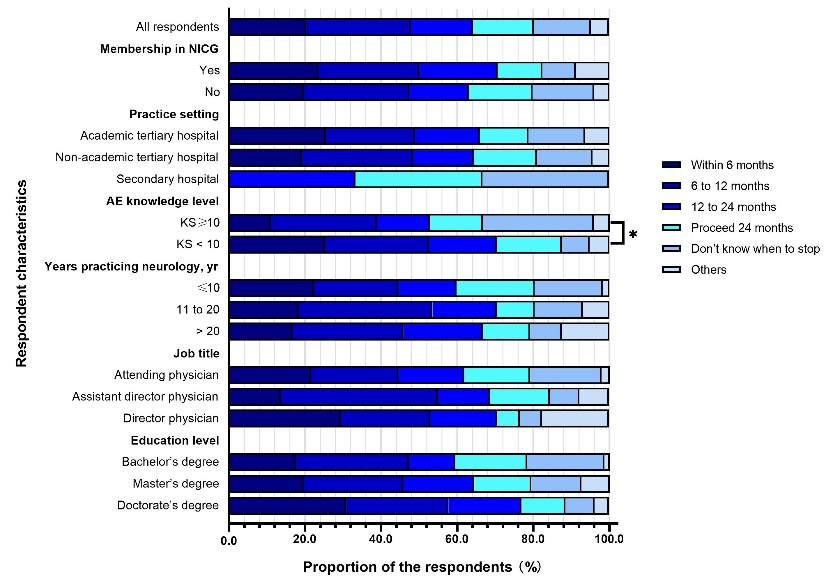 All respondents
Membership in NICG
Yes
No
Practice setting
Academic tertiary hospital
Non-academic tertiary hospital
Secondary hospital
AE knowledge level
KS≥10
KS < 10
Years practicing neurology, yr
≤10
11 to 20
> 20
Job title
Attending physician
Assistant director physician
Director physician
Education level
Bachelor's degree
Master's degree
Doctorate's degree
Respondent characteristics
0.0 20.0 40.0 60.0 80.0 100.0
Proportion of the respondents (%)
*
Within 6 months
6 to 12 months
12 to 24 months
Proceed 24 months
Don't know when to stop
Others